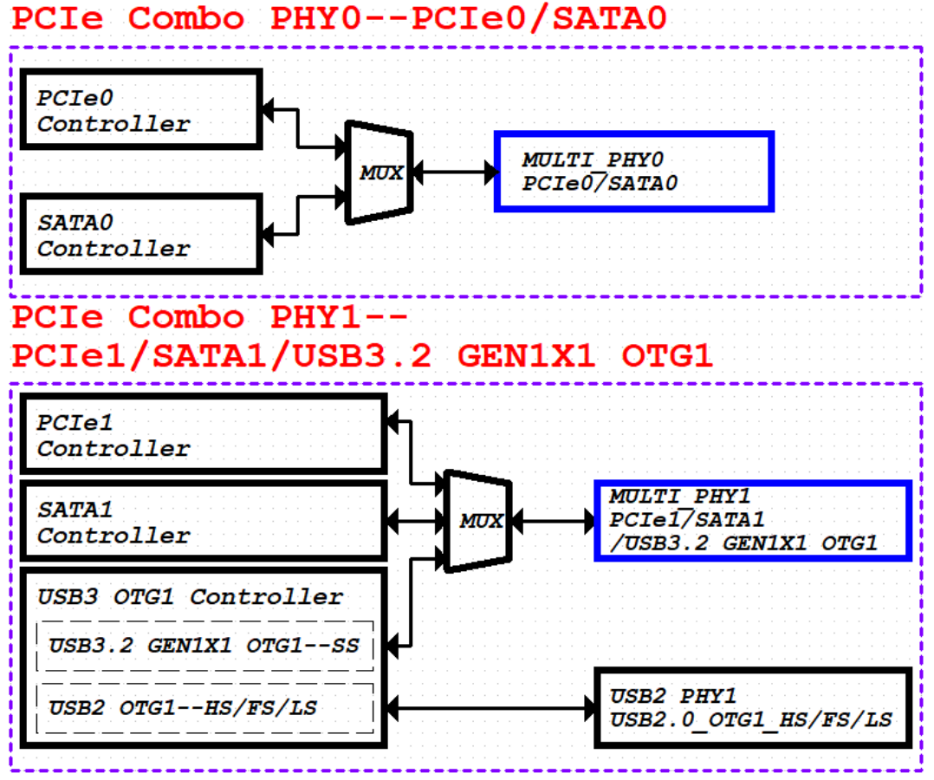 PCIe Combo PHY0--PCIe0/SATA0
PCIe0
Controller
SATA0
Controller
MUX
MULTI_PHY0
PCIe0/SATA0
PCIe Combo PHY1--
PCIe1/SATA1/USB3.2 GEN1X1 OTG1
PCIe1
Controller
SATA1
Controller
USB3 OTG1 Controller
USB3.2 GEN1X1 OTG1--SS
USB2 OTG1--HS/FS/LS
MUX
MULTI_PHY1
PCIe1/SATA1
/USB3.2 GEN1X1 OTG1
USB2 PHY1
USB2.0_OTG1_HS/FS/LS